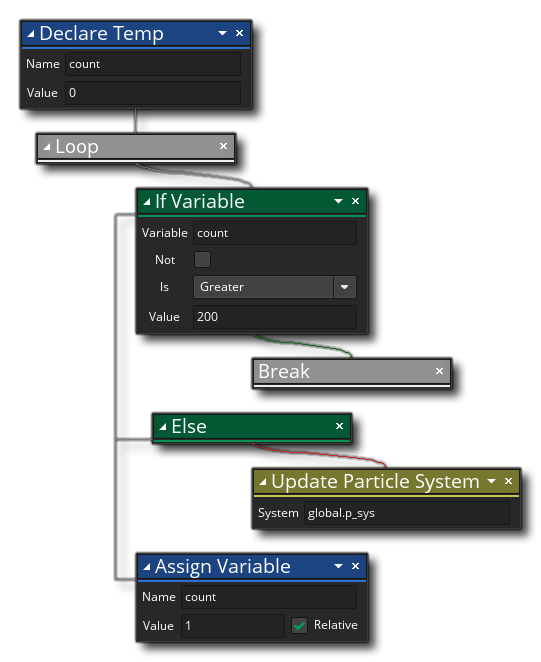 Declare Temp
Name count
Value 0
Loop
If Variable
Variable count
Not
Is Greater
Value 200
Break
Else
Update Particle System
System global.p_sys
Assign Variable
Name count
Value 1 Relative